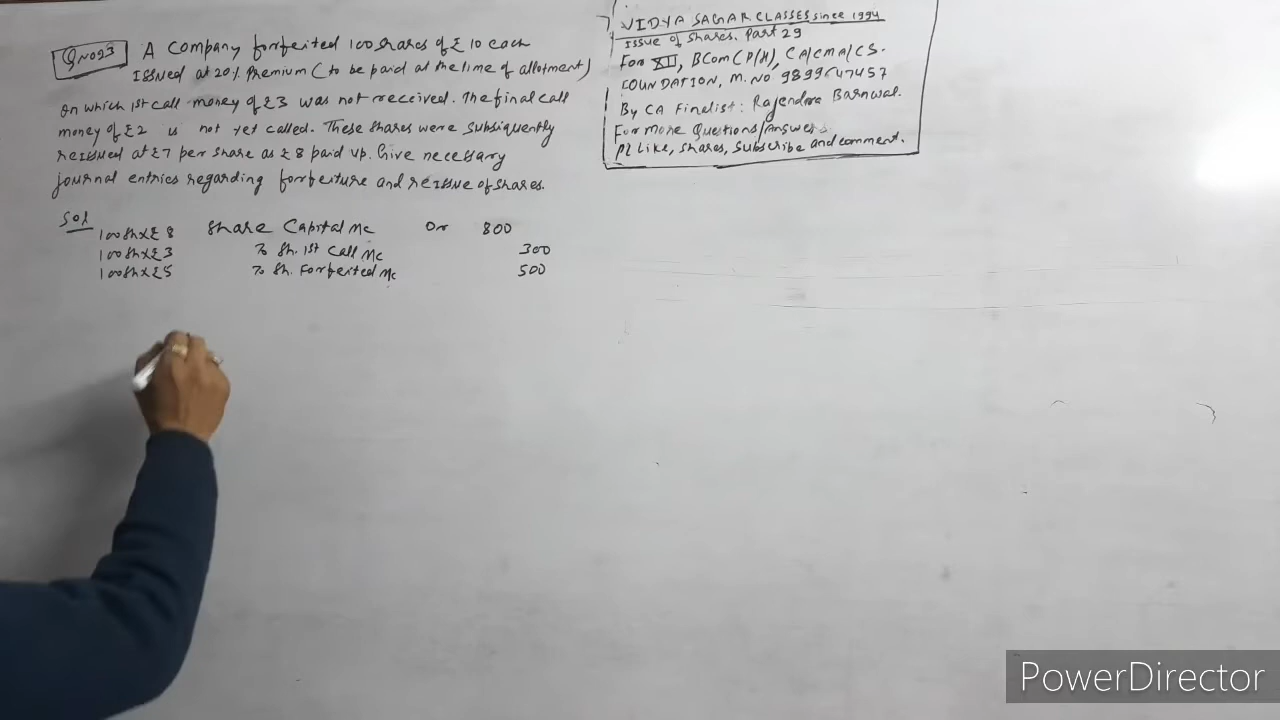 Q no 93 A Company forfeited 100 shares of ₹ 10 each
Issued at 20% Premium ( to be paid at the time of allotment)
on which 1st call money of ₹3 was not received. The final call
money of ₹2 is not yet called. These shares were subsiquently
reissued at ₹7 per share as ₹8 paid up. Give necessary
journal entries regarding forfeiture and reissue of shares.
Sol
100sh×₹8 Share Capital A/c Dr 800
100sh×₹3 To Sh. 1st Call A/c 300
100sh×₹5 To Sh. Forfeited A/c 500
VIDYA SAGAR CLASSES since 1994
Issue of Shares. Part 29
For XII, BCom (P/H), CA/CMA/CS.
FOUNDATION, M. No
By CA Finalist: Rajendra Barnwal.
For More Questions/Answers
Pl Like, Shares, Subscribe and comment.
PowerDirector